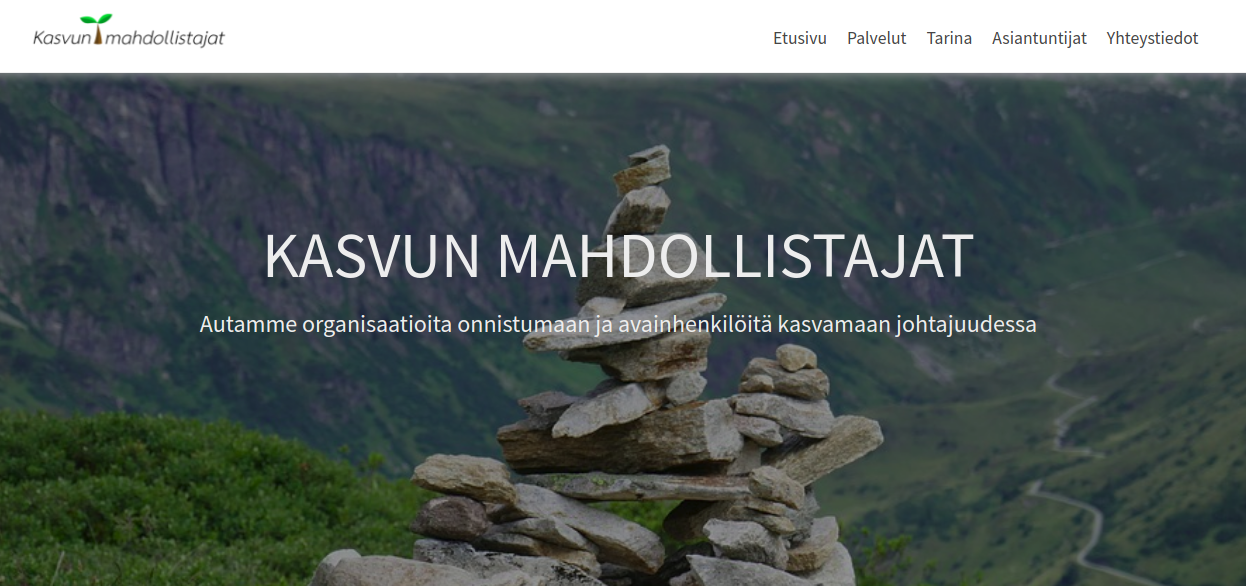 Kasvun mahdollistajat
Etusivu Palvelut Tarina Asiantuntijat Yhteystiedot
KASVUN MAHDOLLISTAJAT
Autamme organisaatioita onnistumaan ja avainhenkilöitä kasvamaan johtajuudessa